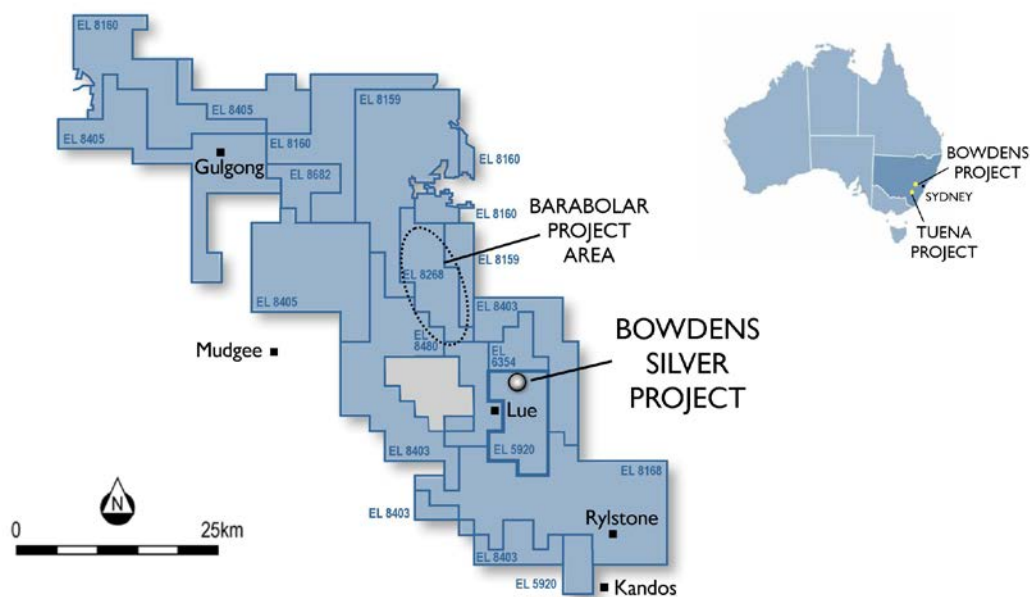 EL 8160
EL 8405
EL 8159
EL 8405
EL 8160
Gulgong
EL 8682
EL 8160
EL 8160
BARABOLAR
PROJECT
AREA
EL 8159
EL 8268
EL 8405
EL 8403
EL
8480
EL
6354
Mudgee
BOWDENS
SILVER
PROJECT
Lue
EL 5920
EL 8403
EL 8168
EL 8403
Rylstone
EL 8403
EL 5920
Kandos
N
0
25km
BOWDENS
PROJECT
SYDNEY
TUENA
PROJECT